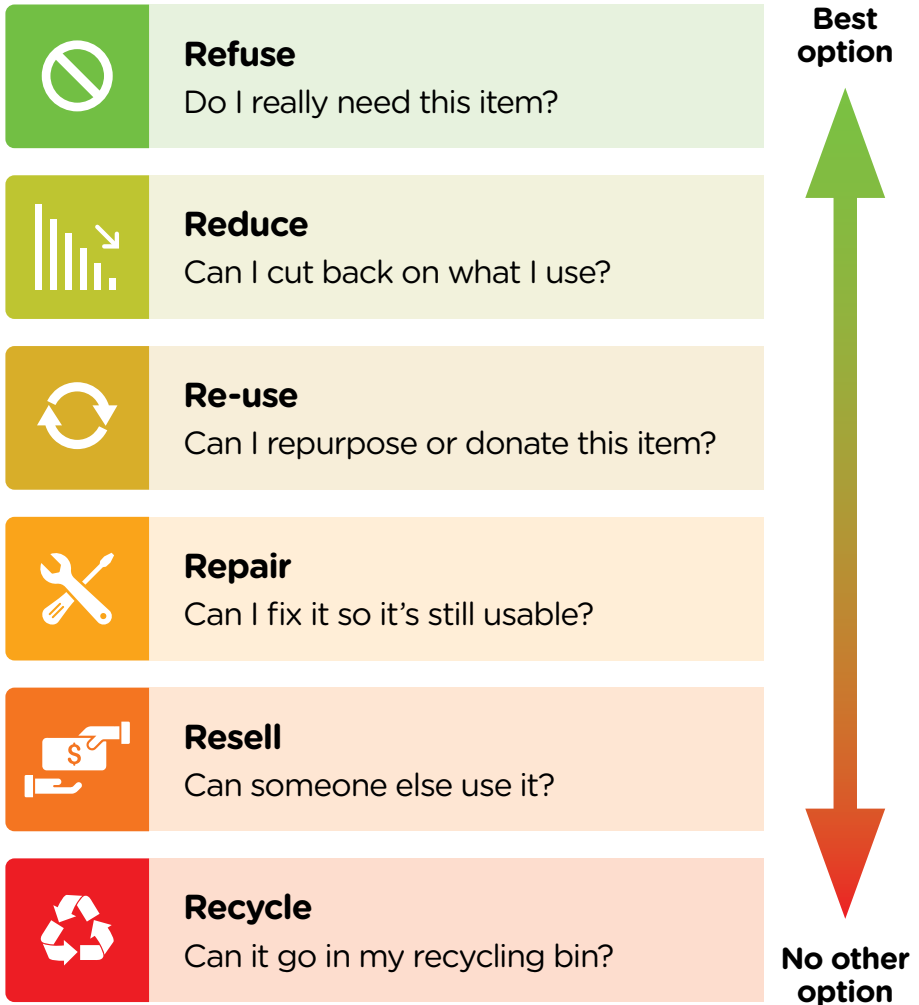 Best
option
Refuse
Do I really need this item?
Reduce
Can I cut back on what I use?
Re-use
Can I repurpose or donate this item?
Repair
Can I fix it so it’s still usable?
$
Resell
Can someone else use it?
Recycle
Can it go in my recycling bin?
No other
option